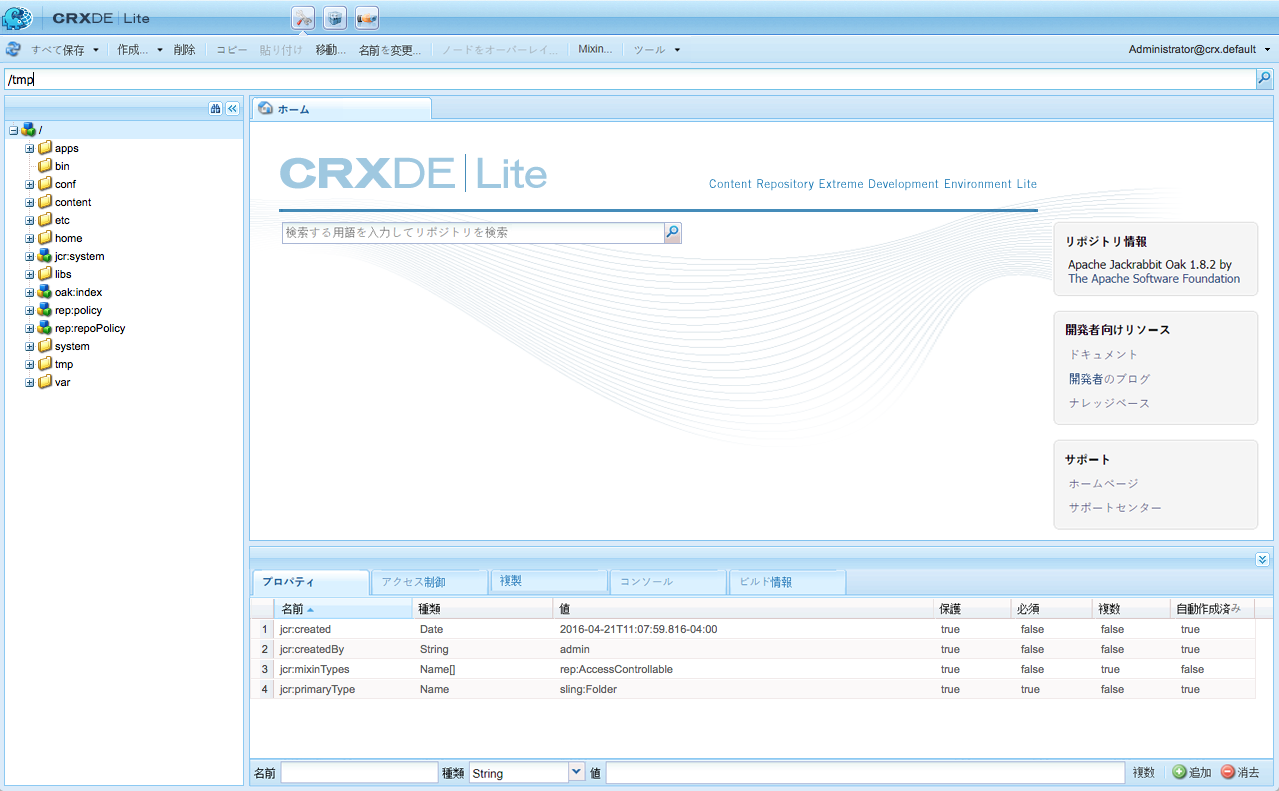 CRXDE | Lite
すべて保存 作成... 削除 コピー 貼り付け 移動... 名前を変更... ノードをオーバーレイ... Mixin... ツール Administrator@crx.default
/tmp
/
apps
bin
conf
content
etc
home
jcr:system
libs
oak:index
rep:policy
rep:repoPolicy
system
tmp
var
ホーム
CRXDE | Lite
Content Repository Extreme Development Environment Lite
検索する用語を入力してリポジトリを検索
リポジトリ情報
Apache Jackrabbit Oak 1.8.2 by
The Apache Software Foundation
開発者向けリソース
ドキュメント
開発者のブログ
ナレッジベース
サポート
ホームページ
サポートセンター
プロパティ アクセス制御 複製 コンソール ビルド情報
名前 種類 値 保護 必須 複数 自動作成済み
1 jcr:created Date 2016-04-21T11:07:59.816-04:00 true false false true
2 jcr:createdBy String admin true false false true
3 jcr:mixinTypes Name[] rep:AccessControllable true false true false
4 jcr:primaryType Name sling:Folder true true false true
名前 種類 String 値 複数 追加 消去